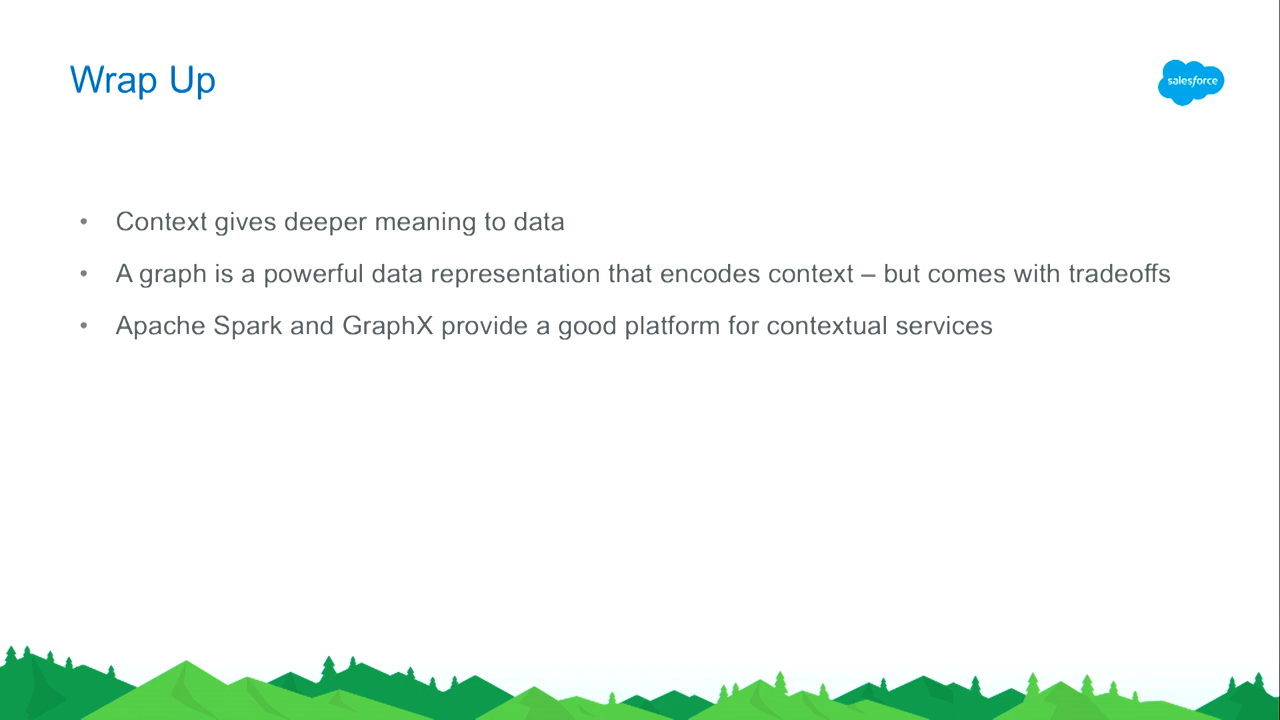 Wrap Up
salesforce
• Context gives deeper meaning to data
• A graph is a powerful data representation that encodes context – but comes with tradeoffs
• Apache Spark and GraphX provide a good platform for contextual services